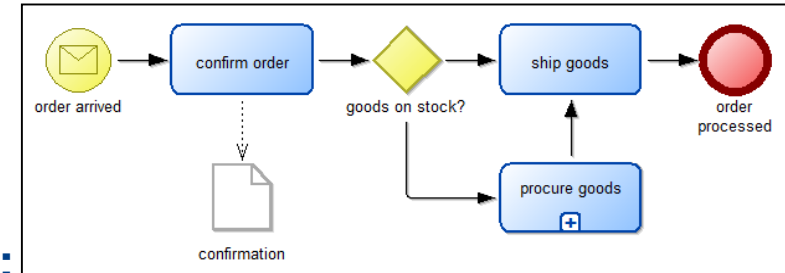 confirm order
ship goods
order arrived
goods on stock?
order
processed
procure goods
confirmation